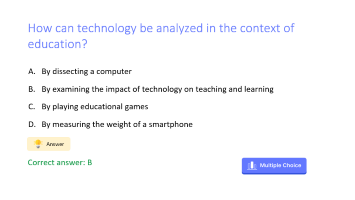 How can technology be analyzed in the context of
education?
A. By dissecting a computer
B. By examining the impact of technology on teaching and learning
C. By playing educational games
D. By measuring the weight of a smartphone
Answer
Correct answer: B
Multiple Choice